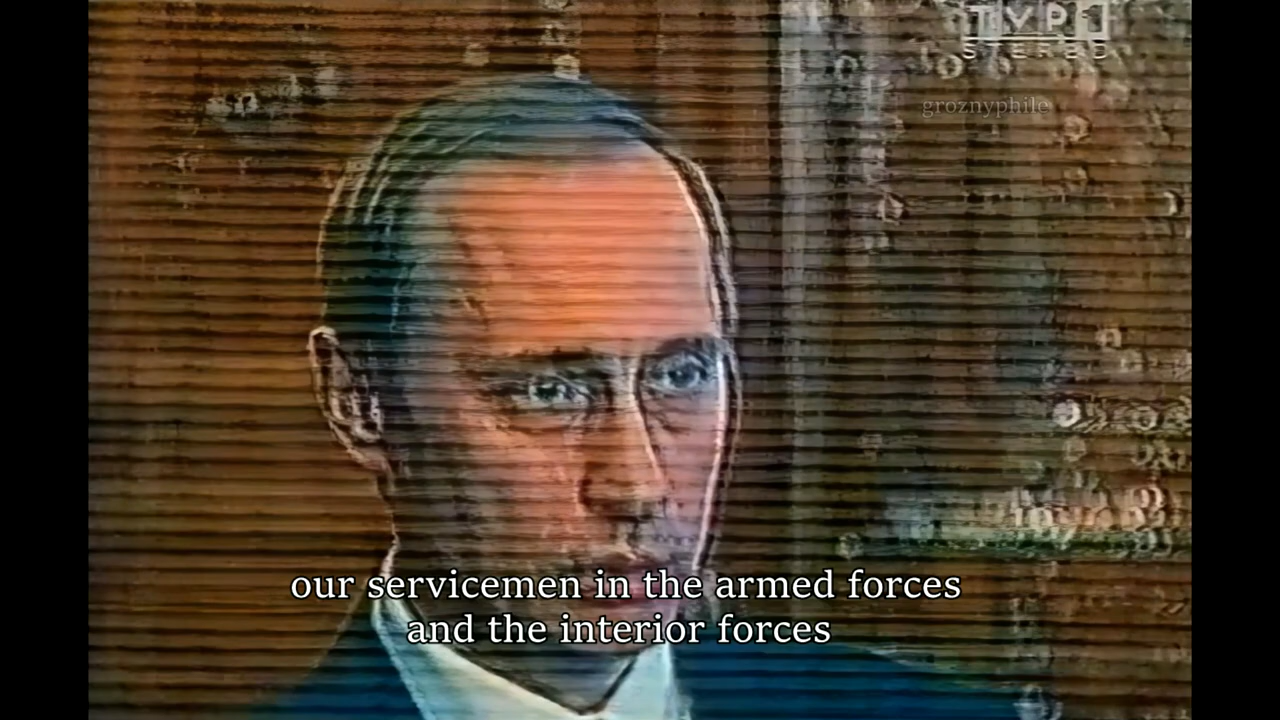 TVP1
STEREO
groznyphile
our servicemen in the armed forces
and the interior forces